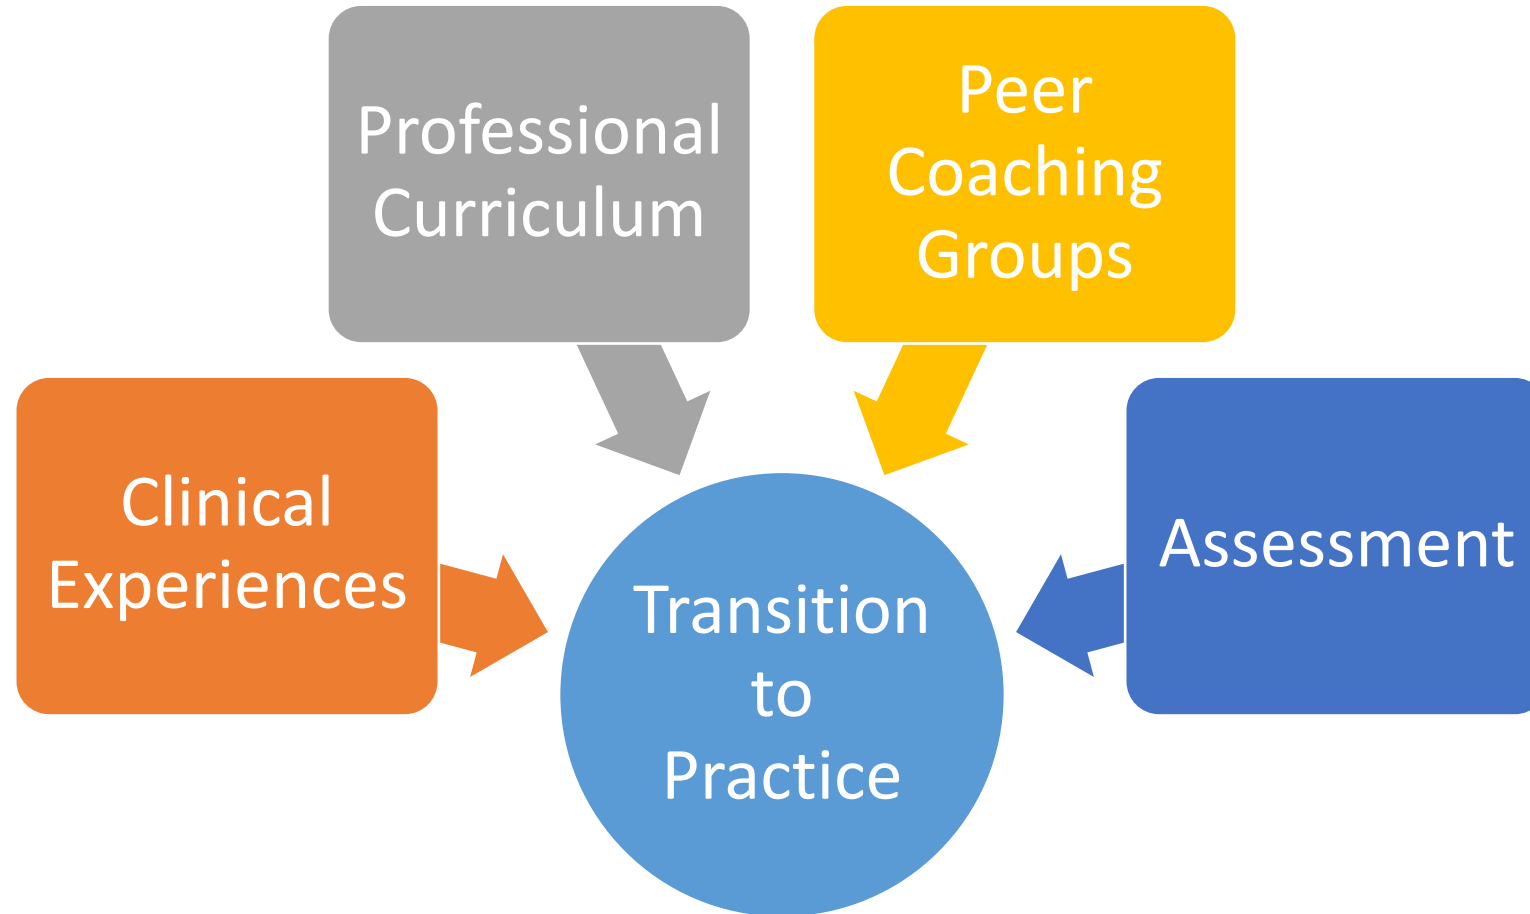 Professional
Curriculum
Peer
Coaching
Groups
Clinical
Experiences
Assessment
Transition
to
Practice